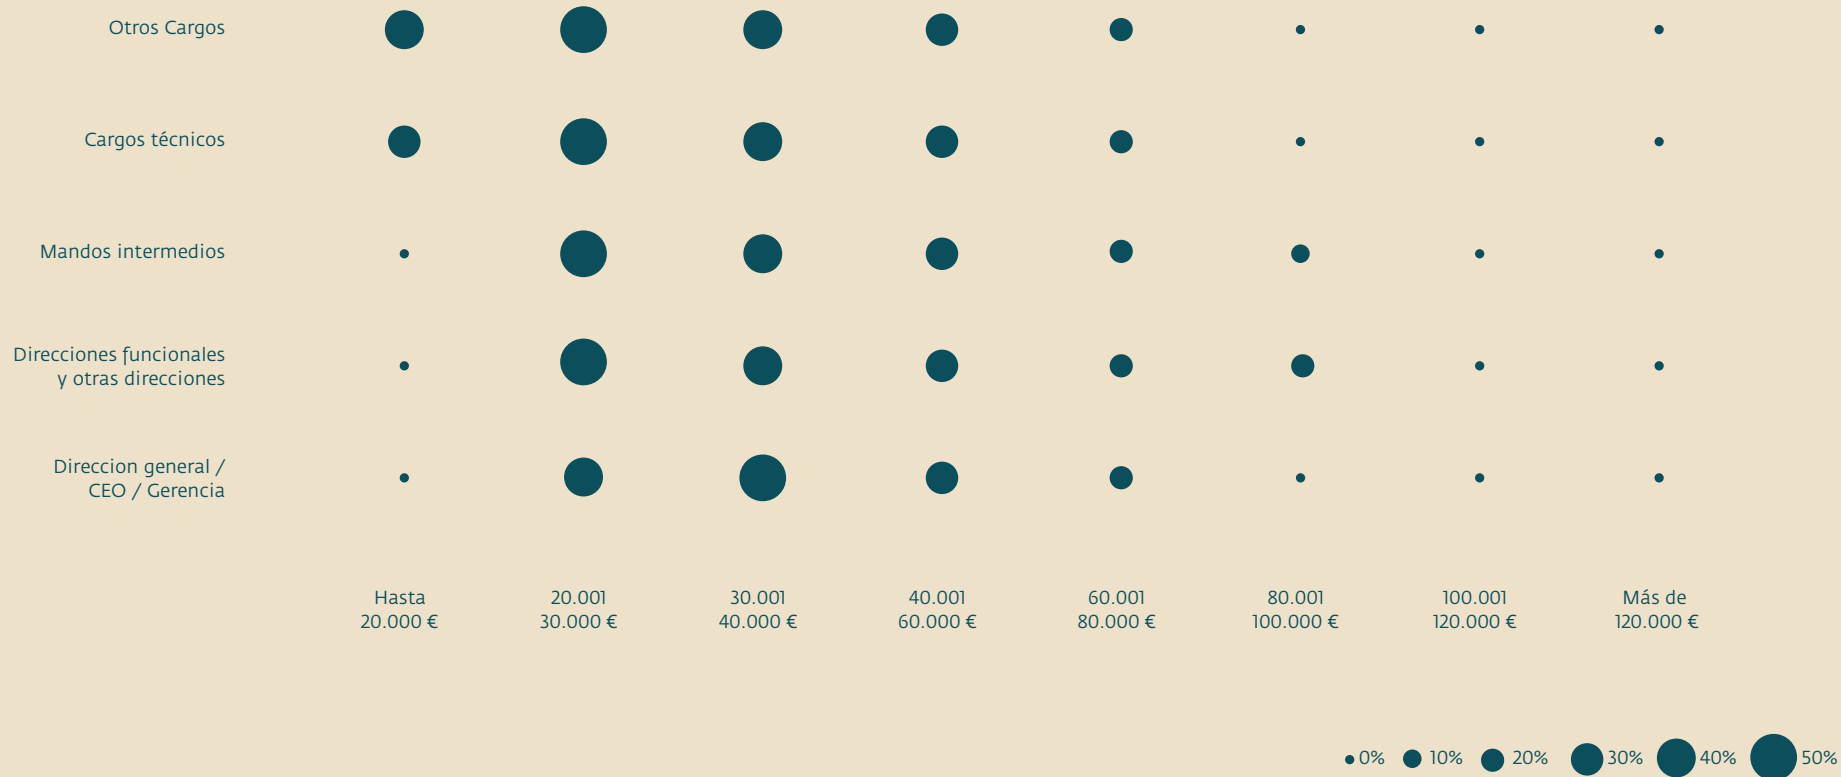 Otros Cargos
Cargos técnicos
Mandos intermedios
Direcciones funcionales
y otras direcciones
Direccion general /
CEO / Gerencia
Hasta
20.000 €
20.001
30.000 €
30.001
40.000 €
40.001
60.000 €
60.001
80.000 €
80.001
100.000 €
100.001
120.000 €
Más de
120.000 €
0% 10% 20% 30% 40% 50%